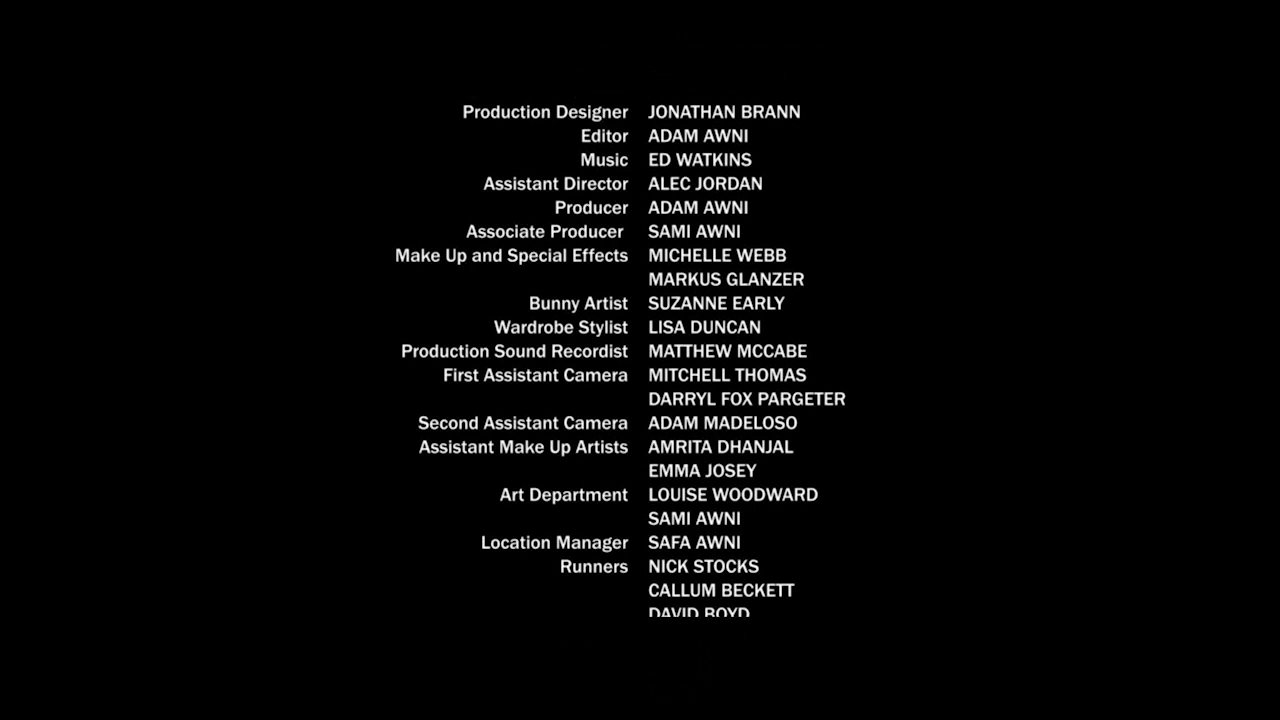 Production Designer JONATHAN BRANN
Editor ADAM AWNI
Music ED WATKINS
Assistant Director ALEC JORDAN
Producer ADAM AWNI
Associate Producer SAMI AWNI
Make Up and Special Effects MICHELLE WEBB
MARKUS GLANZER
Bunny Artist SUZANNE EARLY
Wardrobe Stylist LISA DUNCAN
Production Sound Recordist MATTHEW MCCABE
First Assistant Camera MITCHELL THOMAS
DARRYL FOX PARGETER
Second Assistant Camera ADAM MADELOSO
Assistant Make Up Artists AMRITA DHANJAL
EMMA JOSEY
Art Department LOUISE WOODWARD
SAMI AWNI
Location Manager SAFA AWNI
Runners NICK STOCKS
CALLUM BECKETT
DAVID BOYD